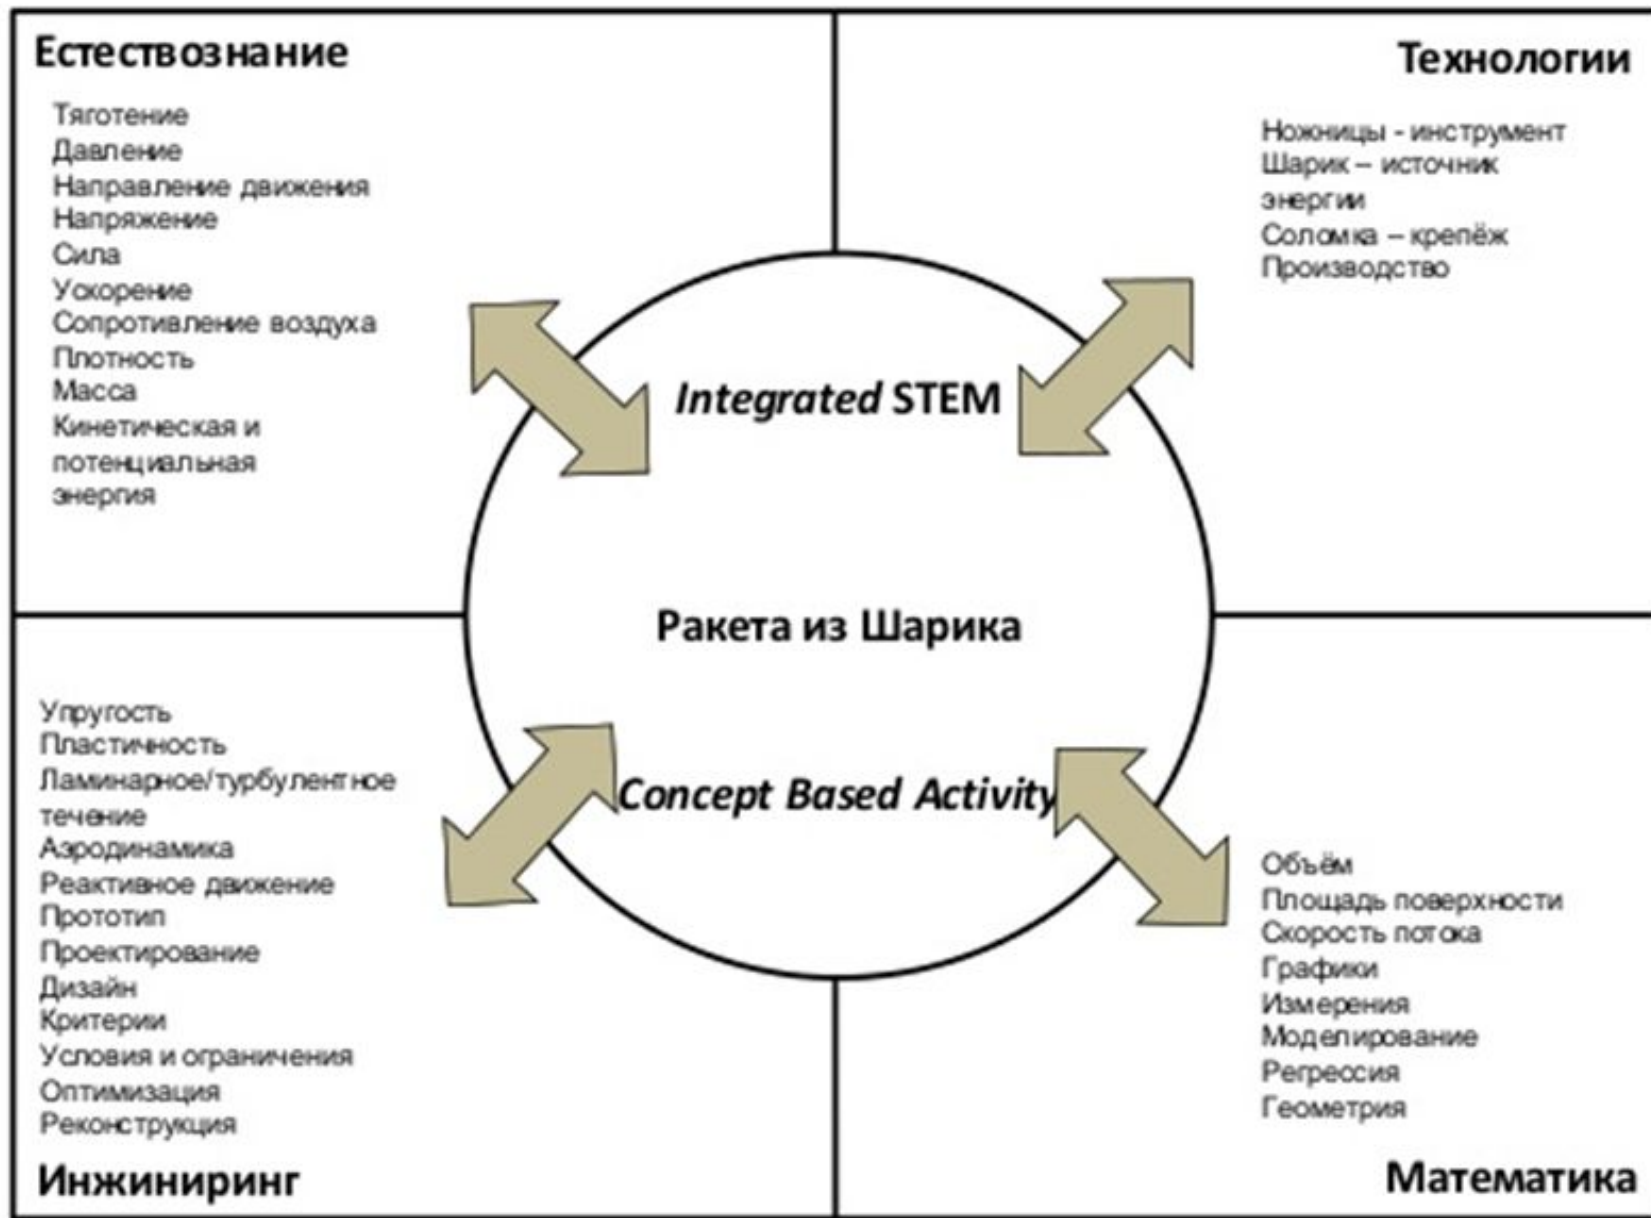 Естествознание
Тяготение
Давление
Направление движения
Напряжение
Сила
Ускорение
Сопротивление воздуха
Плотность
Масса
Кинетическая и
потенциальная
энергия
Технологии
Ножницы - инструмент
Шарик – источник
энергии
Соломка – крепёж
Производство
Integrated STEM
Ракета из Шарика
Concept Based Activity
Упругость
Пластичность
Ламинарное/турбулентное
течение
Аэродинамика
Реактивное движение
Прототип
Проектирование
Дизайн
Критерии
Условия и ограничения
Оптимизация
Реконструкция
Инжиниринг
Объём
Площадь поверхности
Скорость потока
Графики
Измерения
Моделирование
Регрессия
Геометрия
Математика